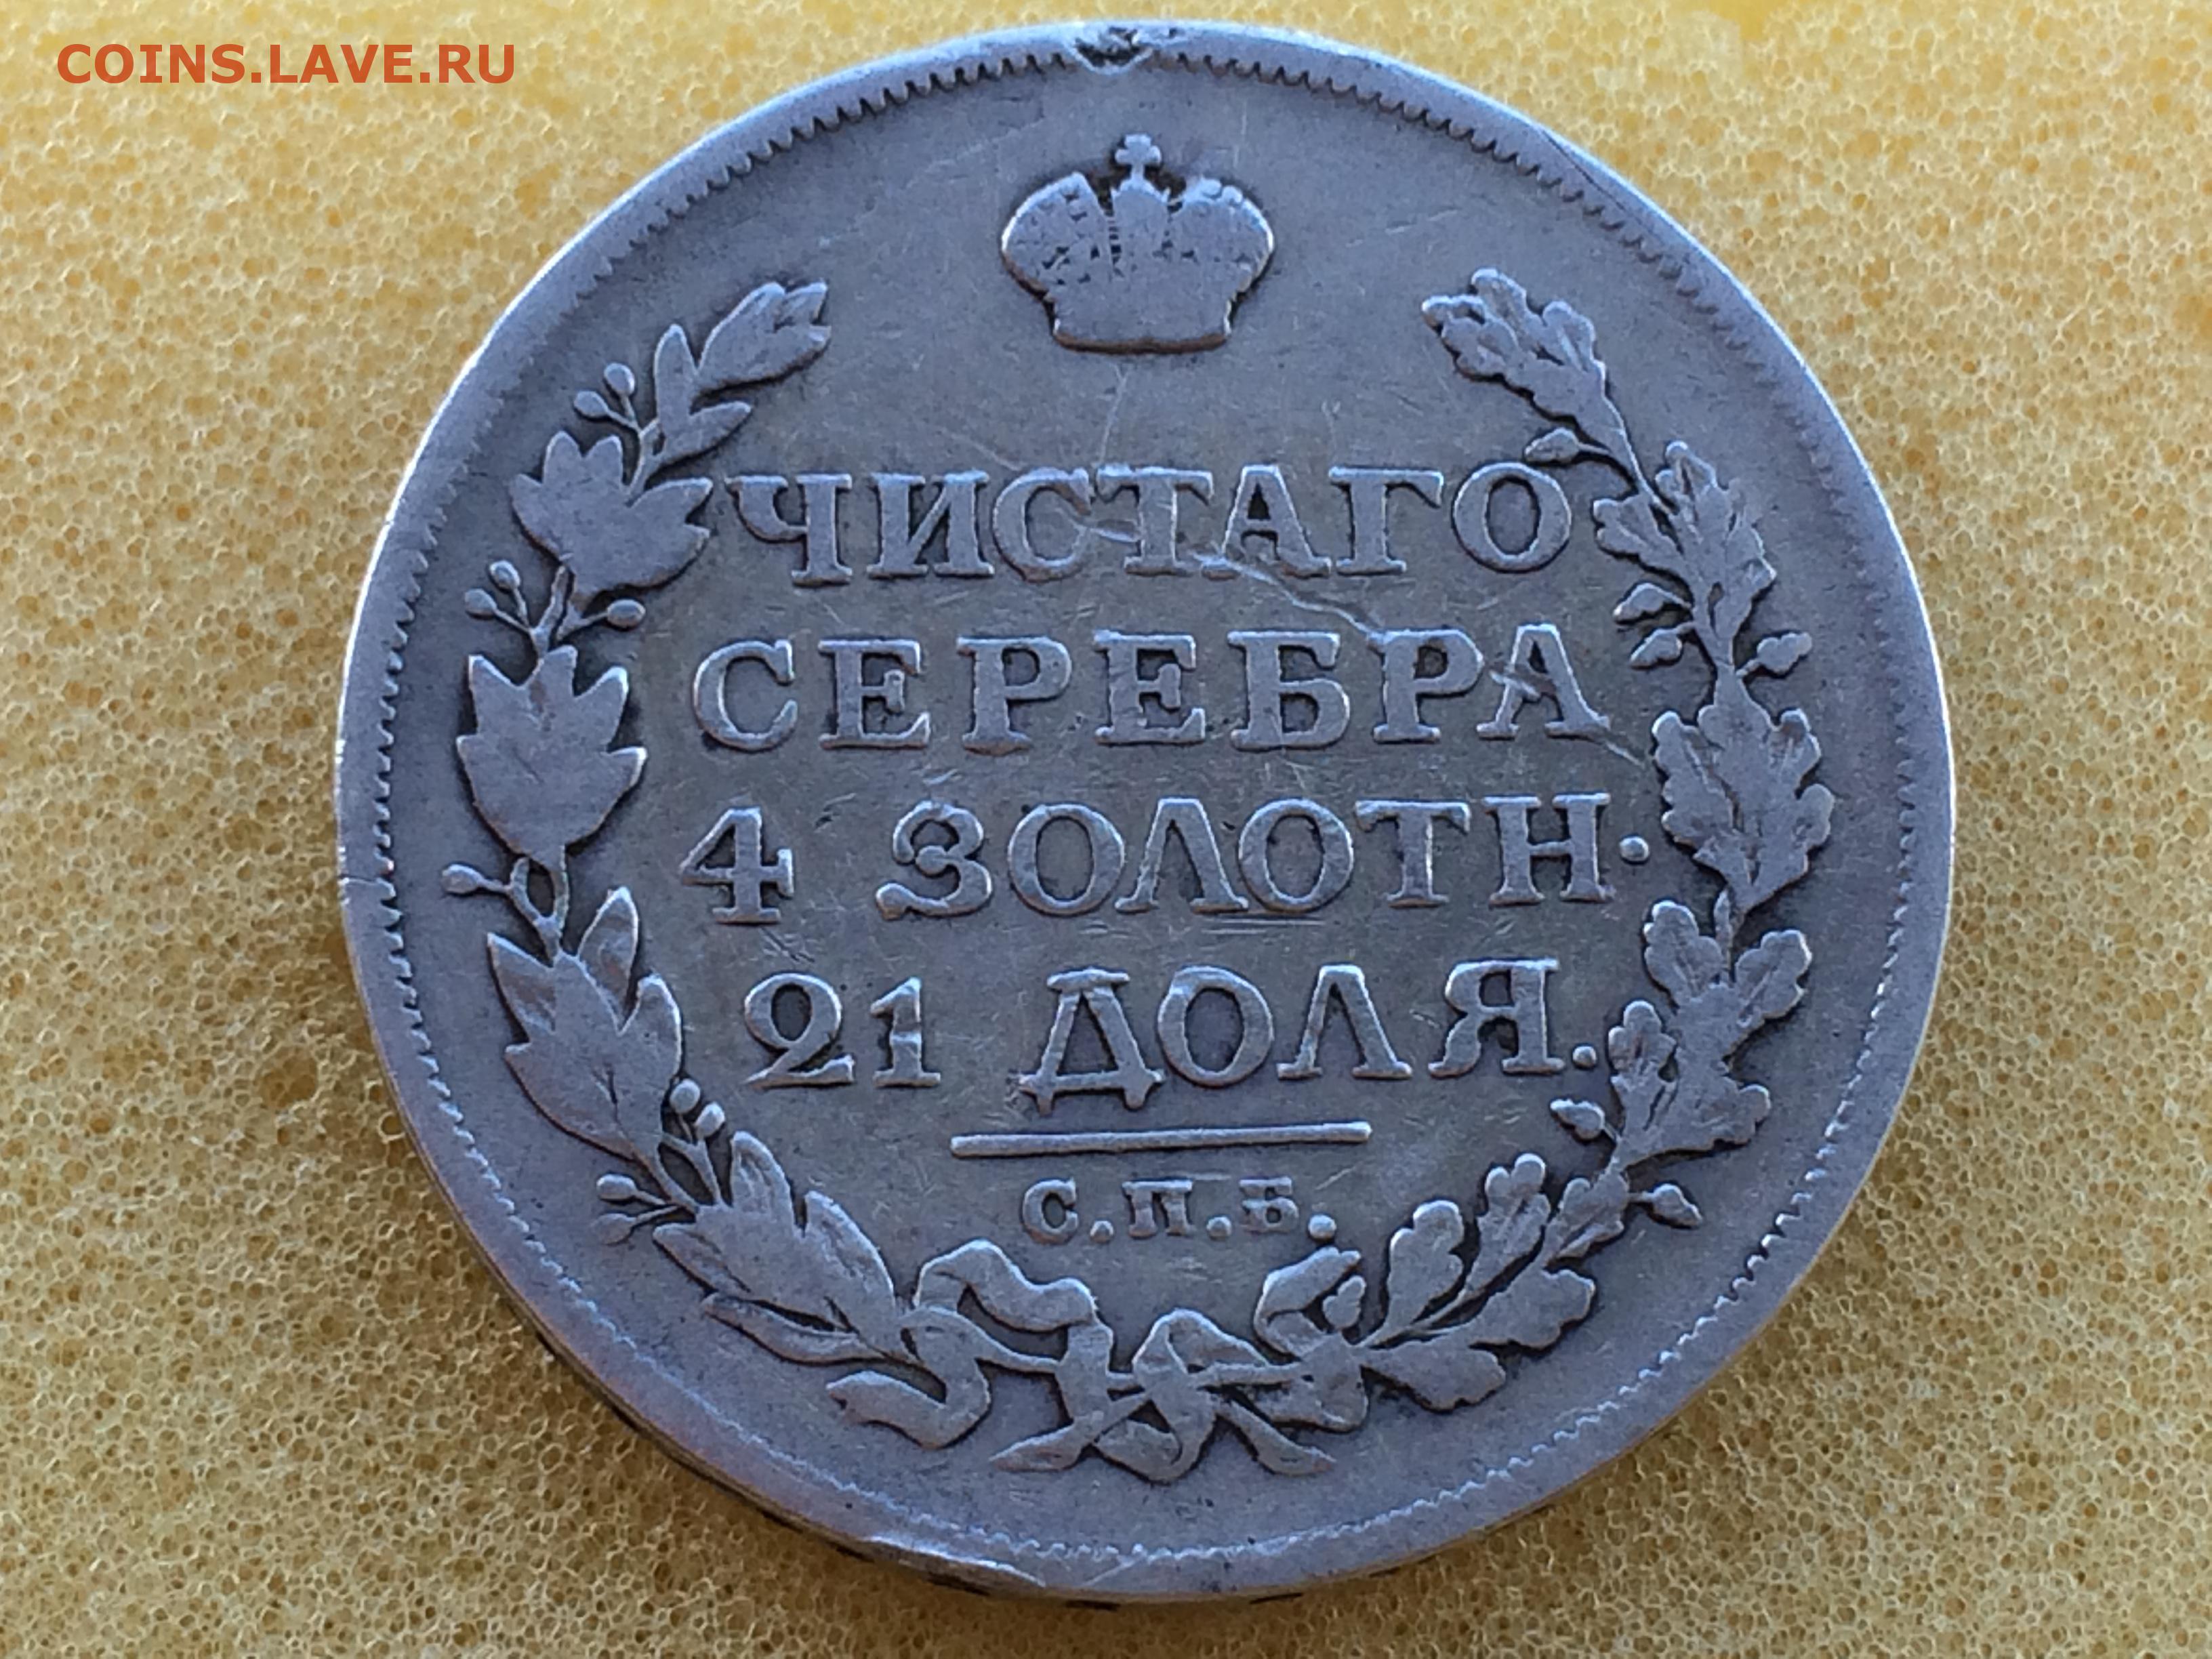 COINS.LAVE.RU
ЧИСТАГО
СЕРЕБРА
4 ЗОЛОТН.
21 ДОЛЯ.
С.П.Б.